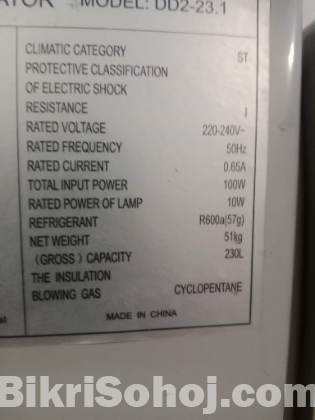 MODEL: DD2-23.1
CLIMATIC CATEGORY ST
PROTECTIVE CLASSIFICATION
OF ELECTRIC SHOCK
RESISTANCE I
RATED VOLTAGE 220-240V~
RATED FREQUENCY 50Hz
RATED CURRENT 0.65A
TOTAL INPUT POWER 100W
RATED POWER OF LAMP 10W
REFRIGERANT R600a(57g)
NET WEIGHT 51kg
(GROSS) CAPACITY 230L
THE INSULATION
BLOWING GAS CYCLOPENTANE
MADE IN CHINA
BikriSohoj.com